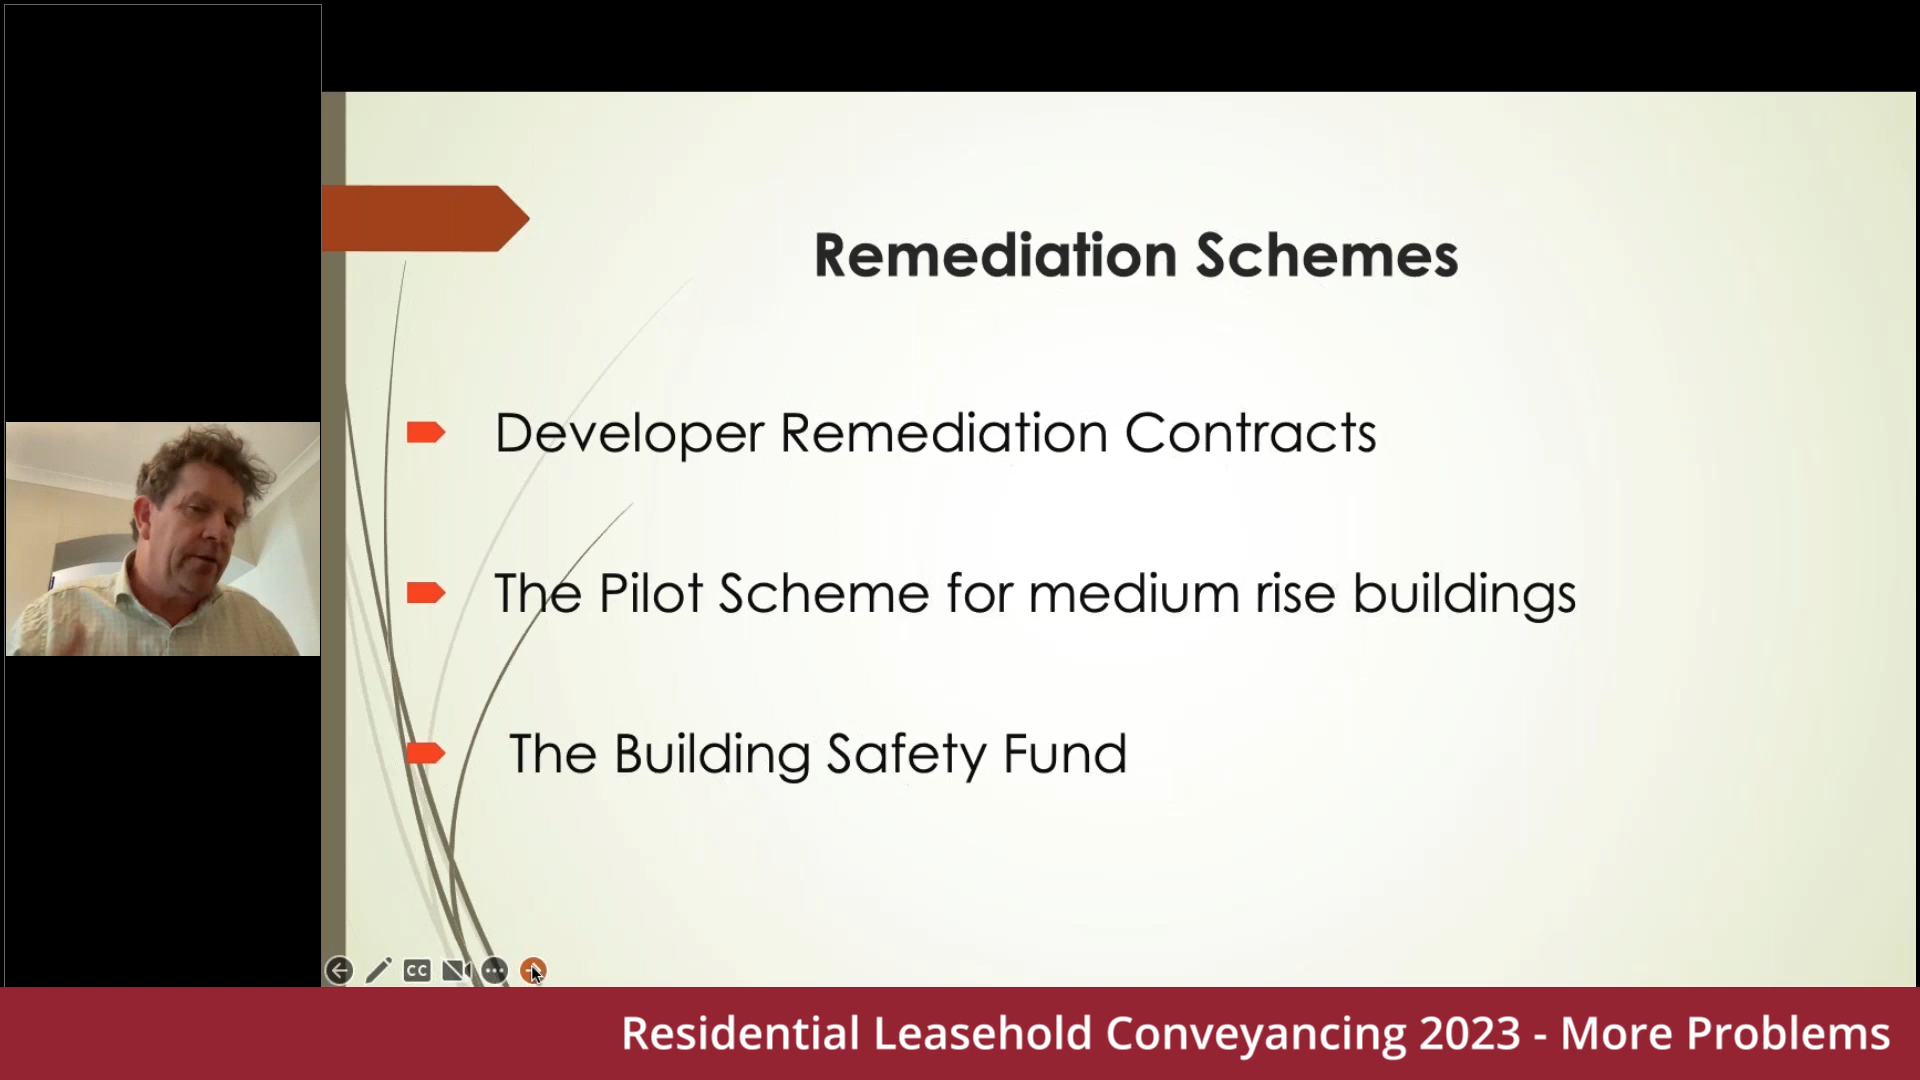 Remediation Schemes
Developer Remediation Contracts
The Pilot Scheme for medium rise buildings
The Building Safety Fund
CC
Residential Leasehold Conveyancing 2023 - More Problems